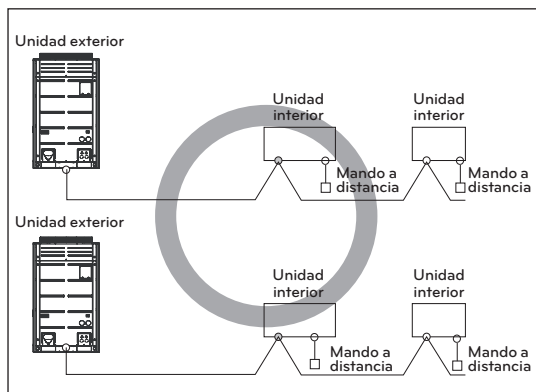 Unidad exterior
Unidad
interior
Unidad
interior
Mando a
distancia
Mando a
distancia
Unidad exterior
Unidad
interior
Unidad
interior
Mando a
distancia
Mando a
distancia